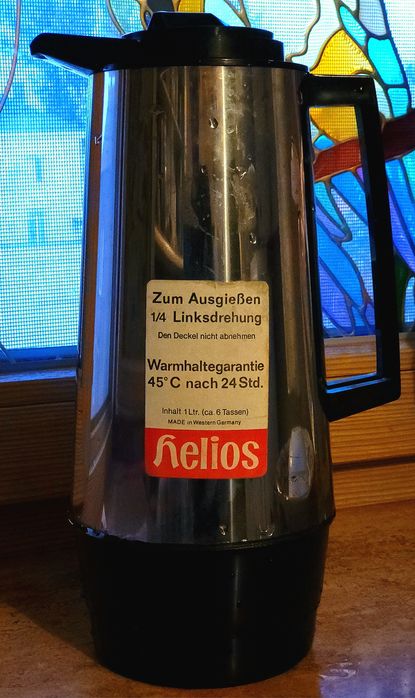 Zum Ausgießen
1/4 Linksdrehung
Den Deckel nicht abnehmen
Warmhaltegarantie
45°C nach 24 Std.
Inhalt 1 Ltr. (ca. 6 Tassen)
MADE in Western Germany
helios